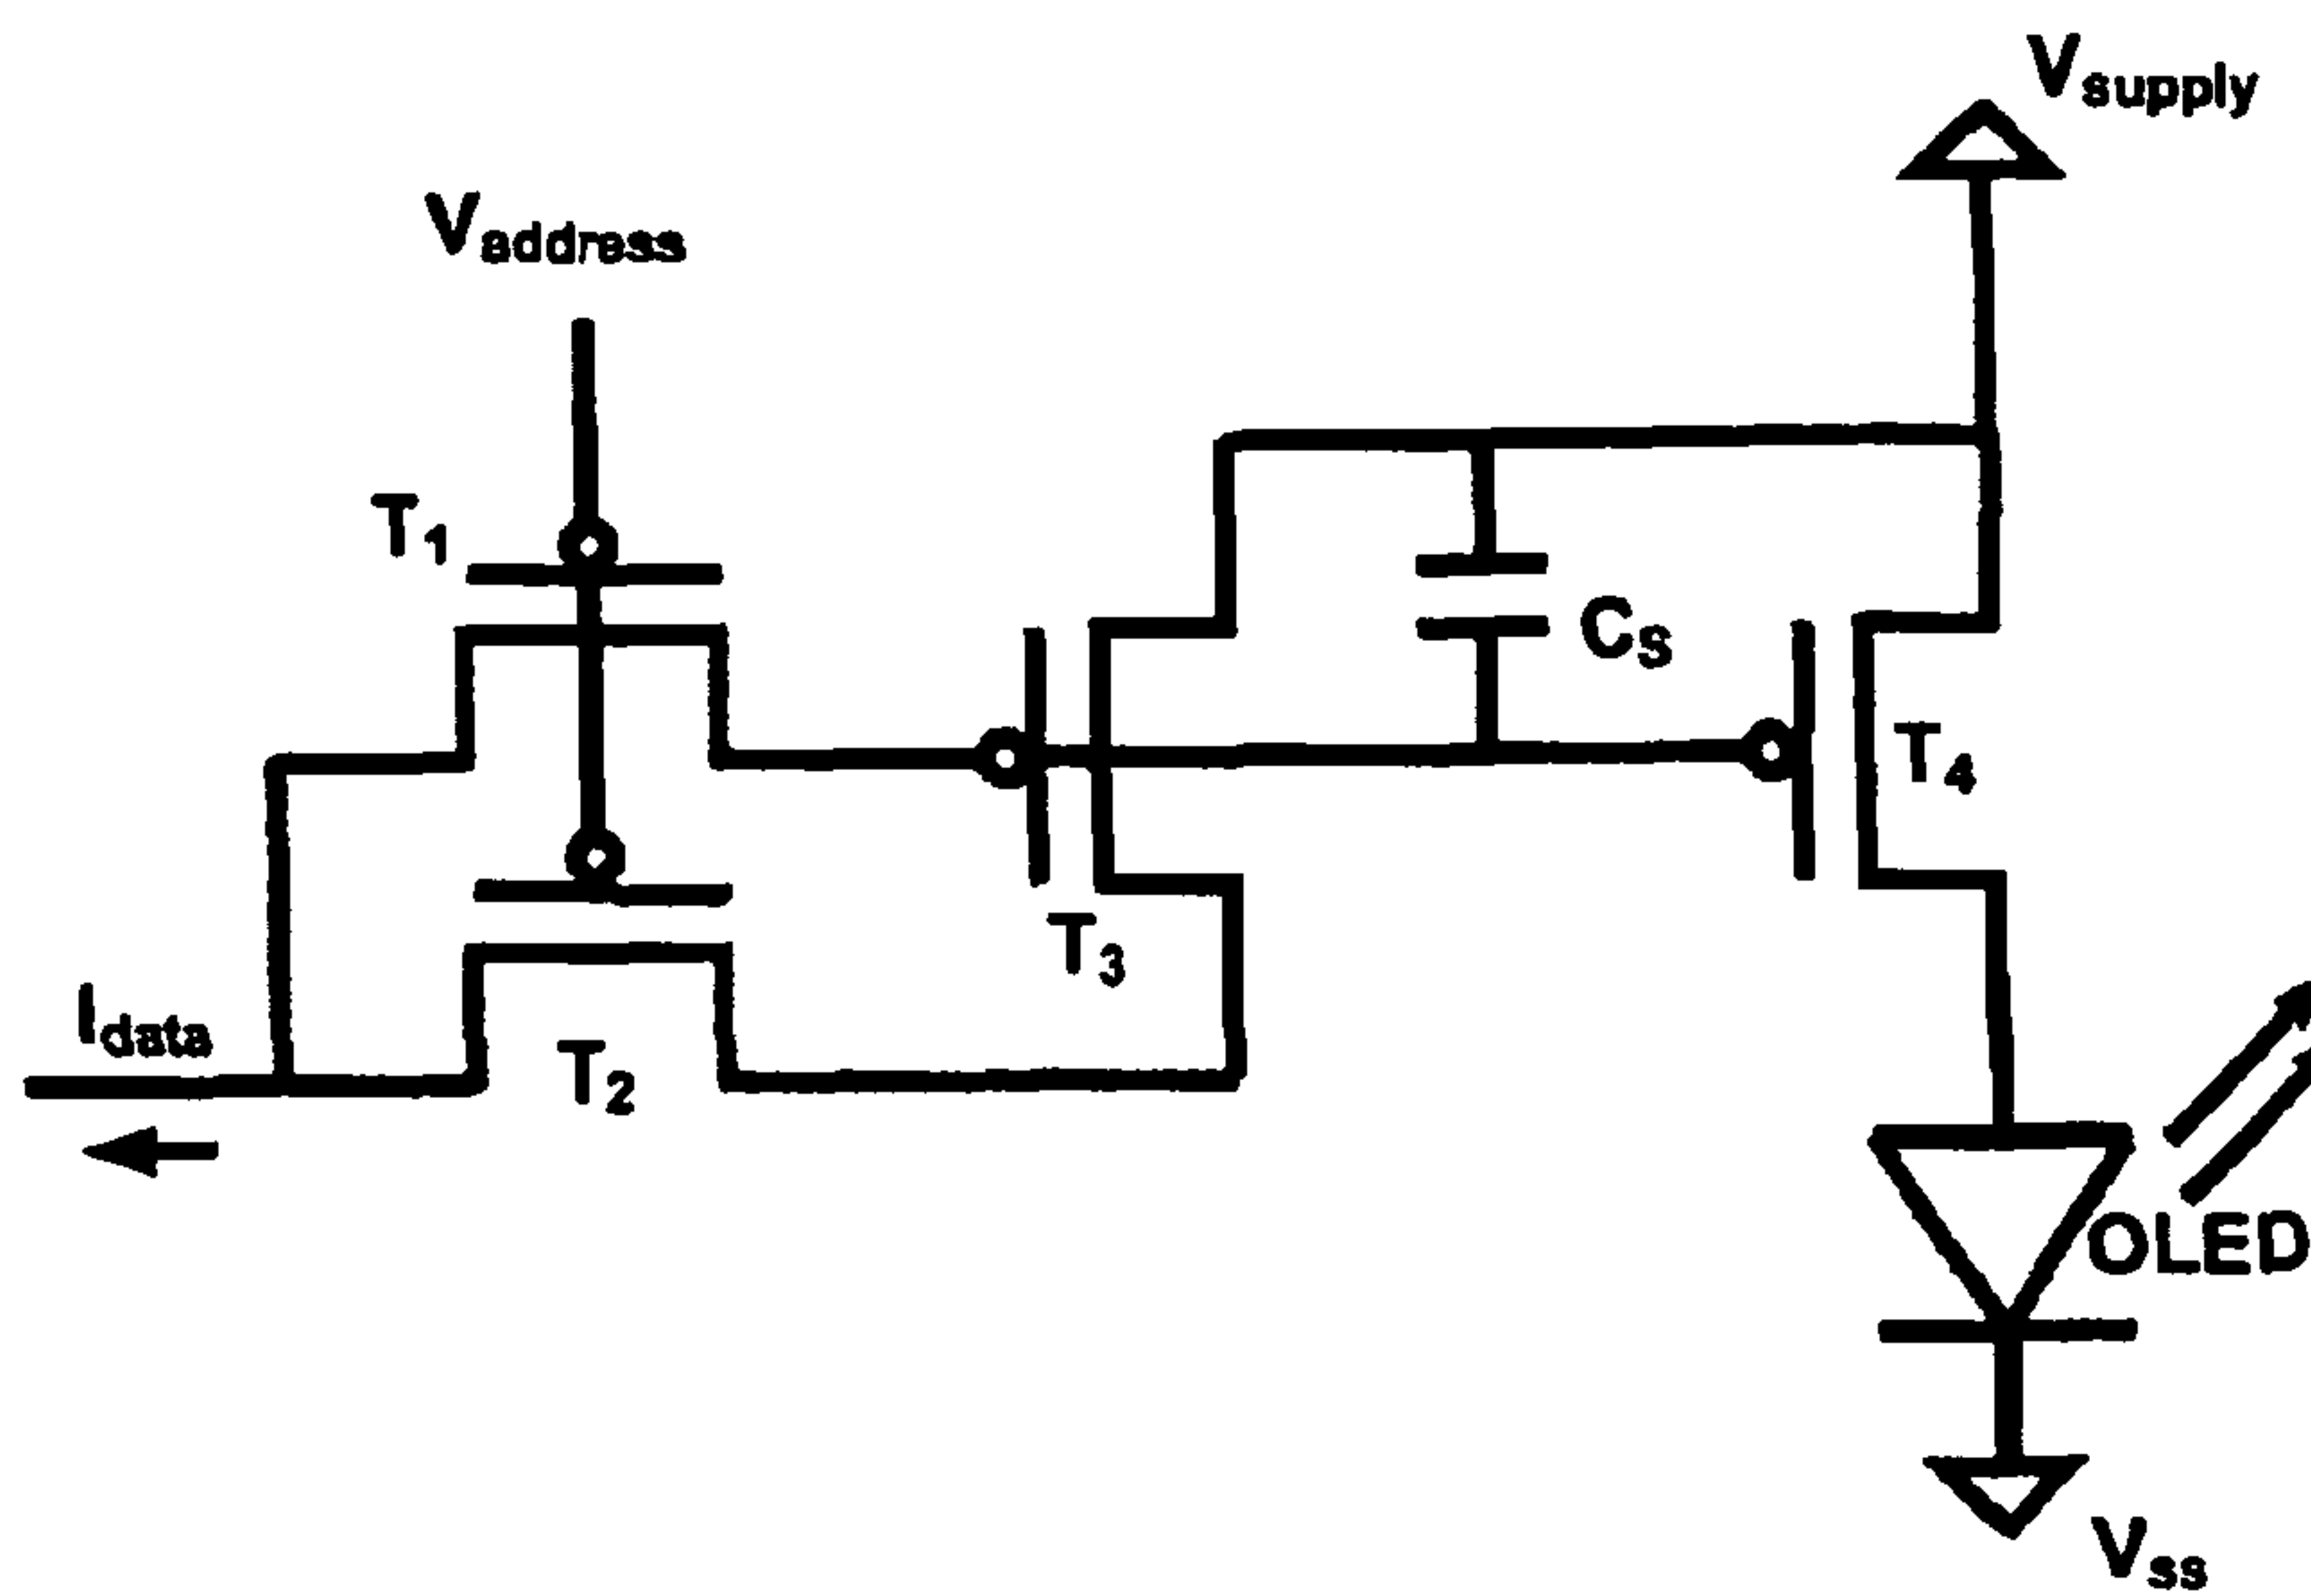 Vsupply
Vaddress
T1
Cs
T4
T3
Idata
T2
OLED
Vss